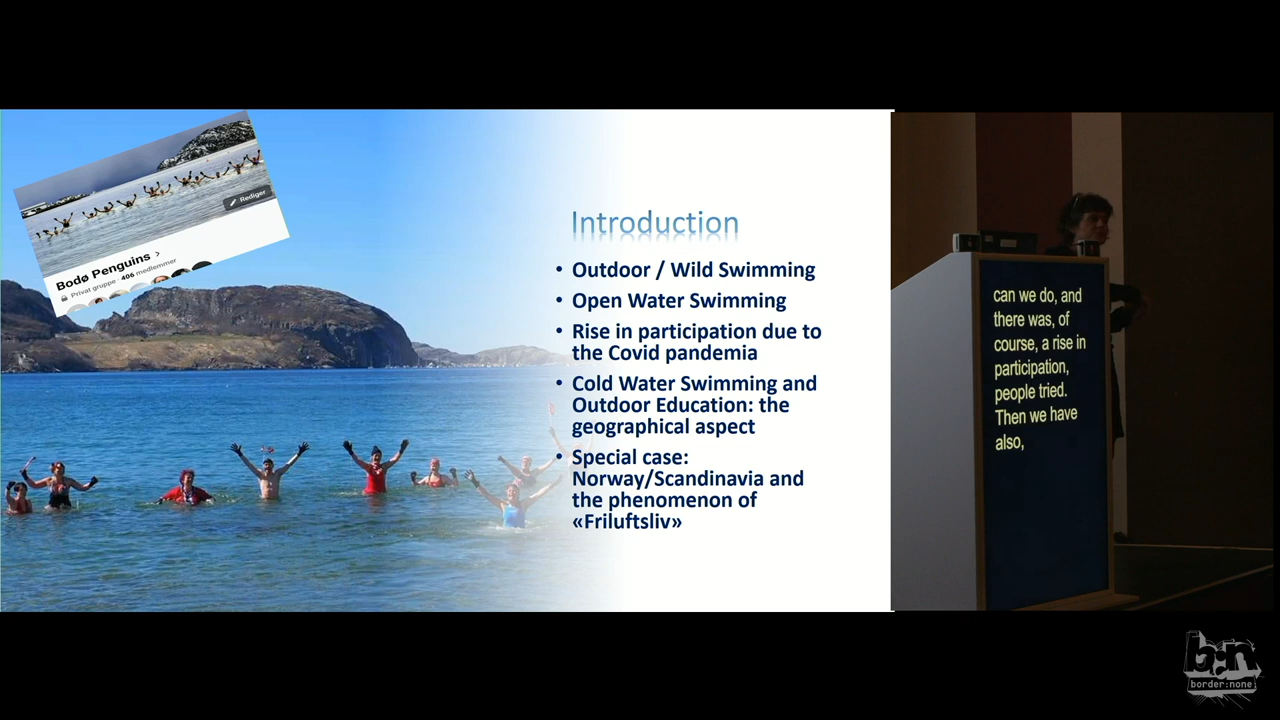 Rediger
Bodø Penguins >
Privat gruppe · 406 medlemmer
Introduction
• Outdoor / Wild Swimming
• Open Water Swimming
• Rise in participation due to
the Covid pandemia
• Cold Water Swimming and
Outdoor Education: the
geographical aspect
• Special case:
Norway/Scandinavia and
the phenomenon of
«Friluftsliv»
can we do, and
there was, of
course, a rise in
participation,
people tried.
Then we have
also,
b:n
border:none